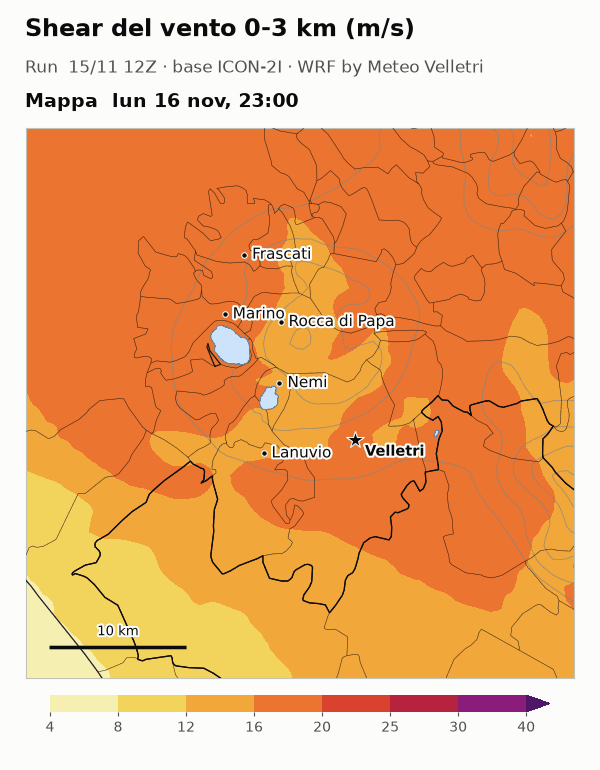 Shear del vento 0-3 km (m/s)
Run 15/11 12Z · base ICON-2I · WRF by Meteo Velletri
Mappa lun 16 nov, 23:00
Frascati
Marino
Rocca di Papa
Nemi
Velletri
Lanuvio
10 km
4 8 12 16 20 25 30 40